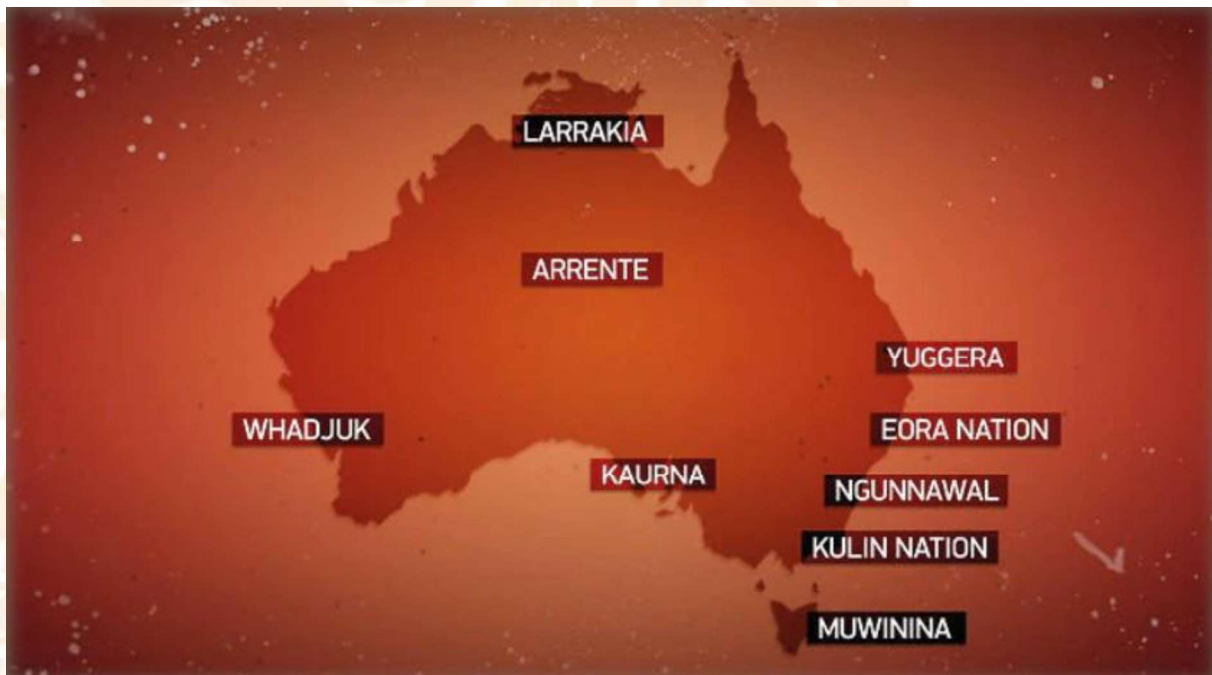 LARRAKIA
ARRENTE
YUGGERA
WHADJUK
EORA NATION
KAURNA
NGUNNAWAL
KULIN NATION
MUWININA